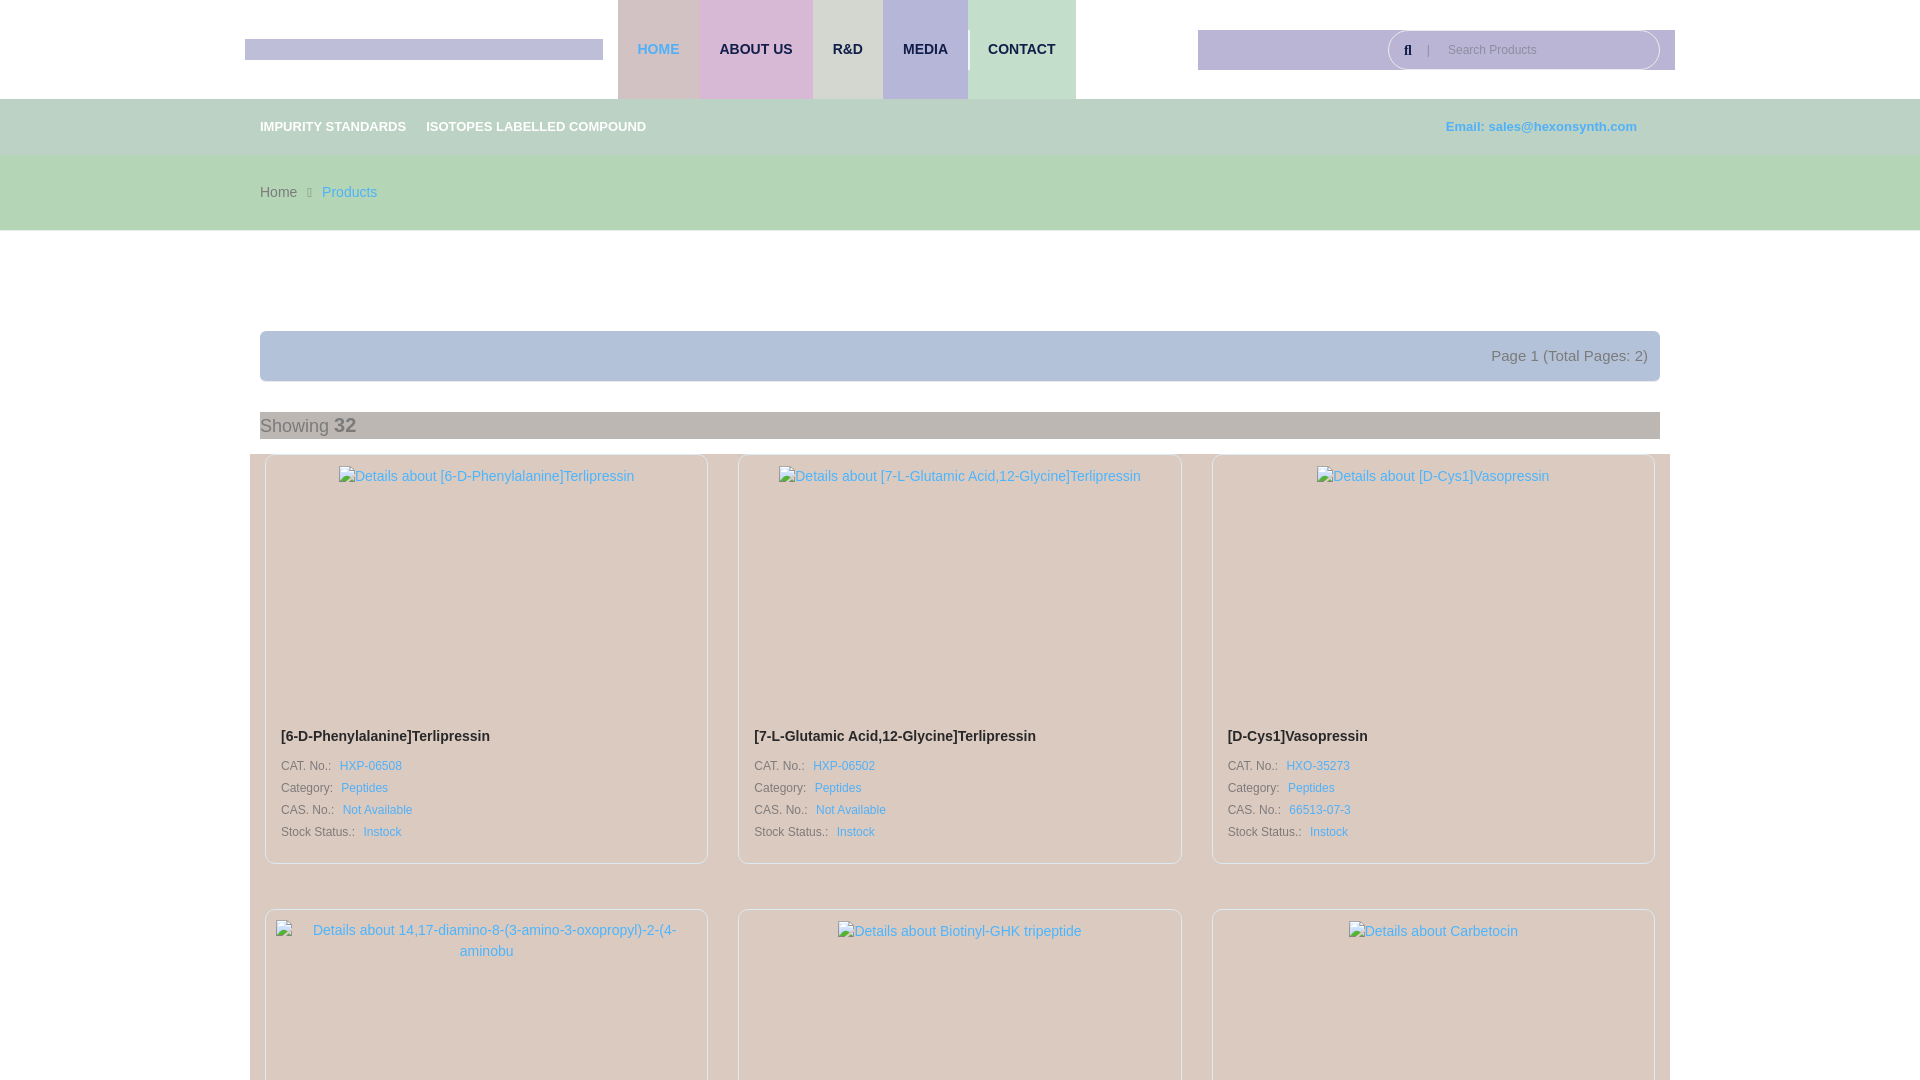 HOME ABOUT US R&D MEDIA CONTACT | Search Products
IMPURITY STANDARDS ISOTOPES LABELLED COMPOUND Email: sales@hexonsynth.com
Home Products
Page 1 (Total Pages: 2)
Showing 32
Details about [6-D-Phenylalanine]Terlipressin
[6-D-Phenylalanine]Terlipressin
CAT. No.: HXP-06508
Category: Peptides
CAS. No.: Not Available
Stock Status.: Instock
Details about [7-L-Glutamic Acid,12-Glycine]Terlipressin
[7-L-Glutamic Acid,12-Glycine]Terlipressin
CAT. No.: HXP-06502
Category: Peptides
CAS. No.: Not Available
Stock Status.: Instock
Details about [D-Cys1]Vasopressin
[D-Cys1]Vasopressin
CAT. No.: HXO-35273
Category: Peptides
CAS. No.: 66513-07-3
Stock Status.: Instock
Details about 14,17-diamino-8-(3-amino-3-oxopropyl)-2-(4-
aminobu
Details about Biotinyl-GHK tripeptide
Details about Carbetocin